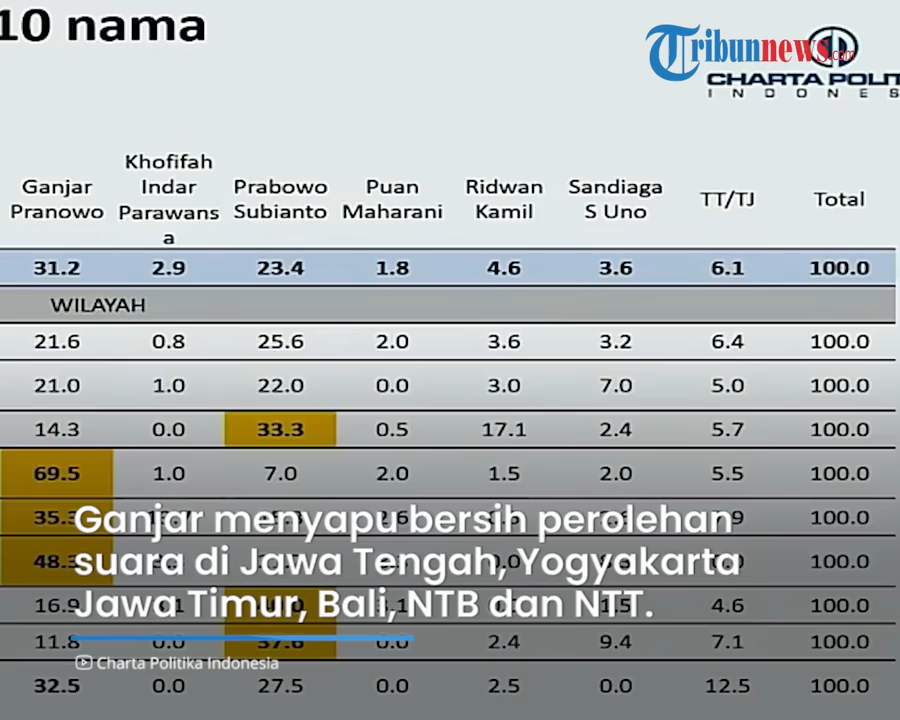 10 nama
Tribunnews.com
CHARTA POLIT
INDONES
Ganjar Pranowo Khofifah Indar Parawansa Prabowo Subianto Puan Maharani Ridwan Kamil Sandiaga S Uno TT/TJ Total
31.2 2.9 23.4 1.8 4.6 3.6 6.1 100.0
WILAYAH
21.6 0.8 25.6 2.0 3.6 3.2 6.4 100.0
21.0 1.0 22.0 0.0 3.0 7.0 5.0 100.0
14.3 0.0 33.3 0.5 17.1 2.4 5.7 100.0
69.5 1.0 7.0 2.0 1.5 2.0 5.5 100.0
35.3 100.0
Ganjar menyapu bersih perolehan
48.3 100.0
suara di Jawa Tengah, Yogyakarta
16.9 4.6 100.0
Jawa Timur, Bali, NTB dan NTT.
11.8 0.0 37.6 0.0 2.4 9.4 7.1 100.0
Charta Politika Indonesia
32.5 0.0 27.5 0.0 2.5 0.0 12.5 100.0